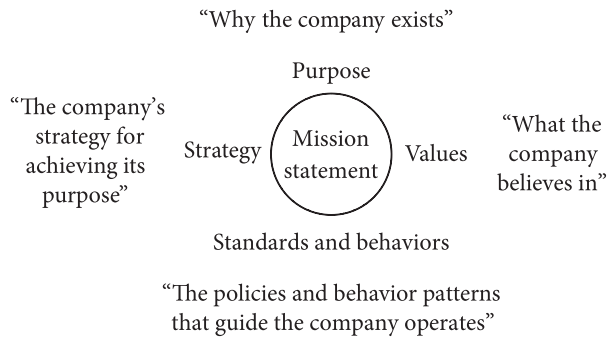 “Why the company exists”
Purpose
“The company’s
strategy for
achieving its
purpose”
Strategy
Mission
statement
Values
“What the
company
believes in”
Standards and behaviors
“The policies and behavior patterns
that guide the company operates”